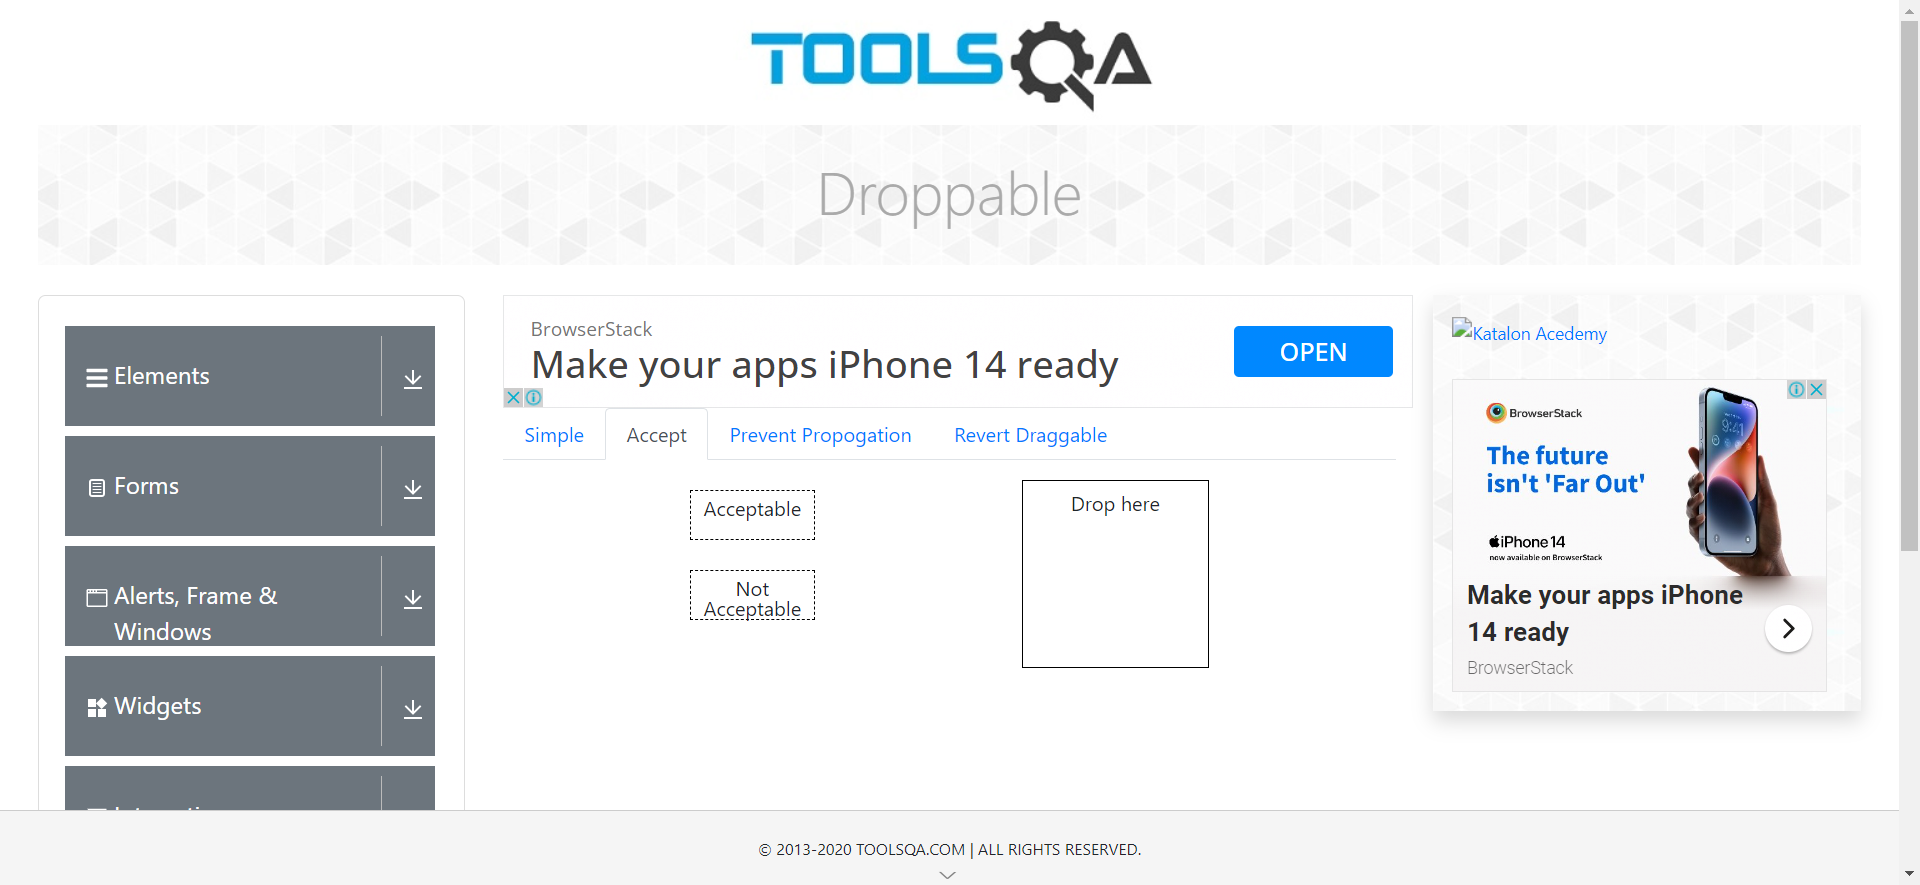 TOOLSQA
Droppable
Elements
Forms
Alerts, Frame &
Windows
Widgets
BrowserStack
Make your apps iPhone 14 ready
OPEN
Simple
Accept
Prevent Propogation
Revert Draggable
Acceptable
Not
Acceptable
Drop here
Katalon Acedemy
BrowserStack
The future
isn't 'Far Out'
9:41
iPhone 14
now available on BrowserStack
Make your apps iPhone
14 ready
BrowserStack
© 2013-2020 TOOLSQA.COM | ALL RIGHTS RESERVED.